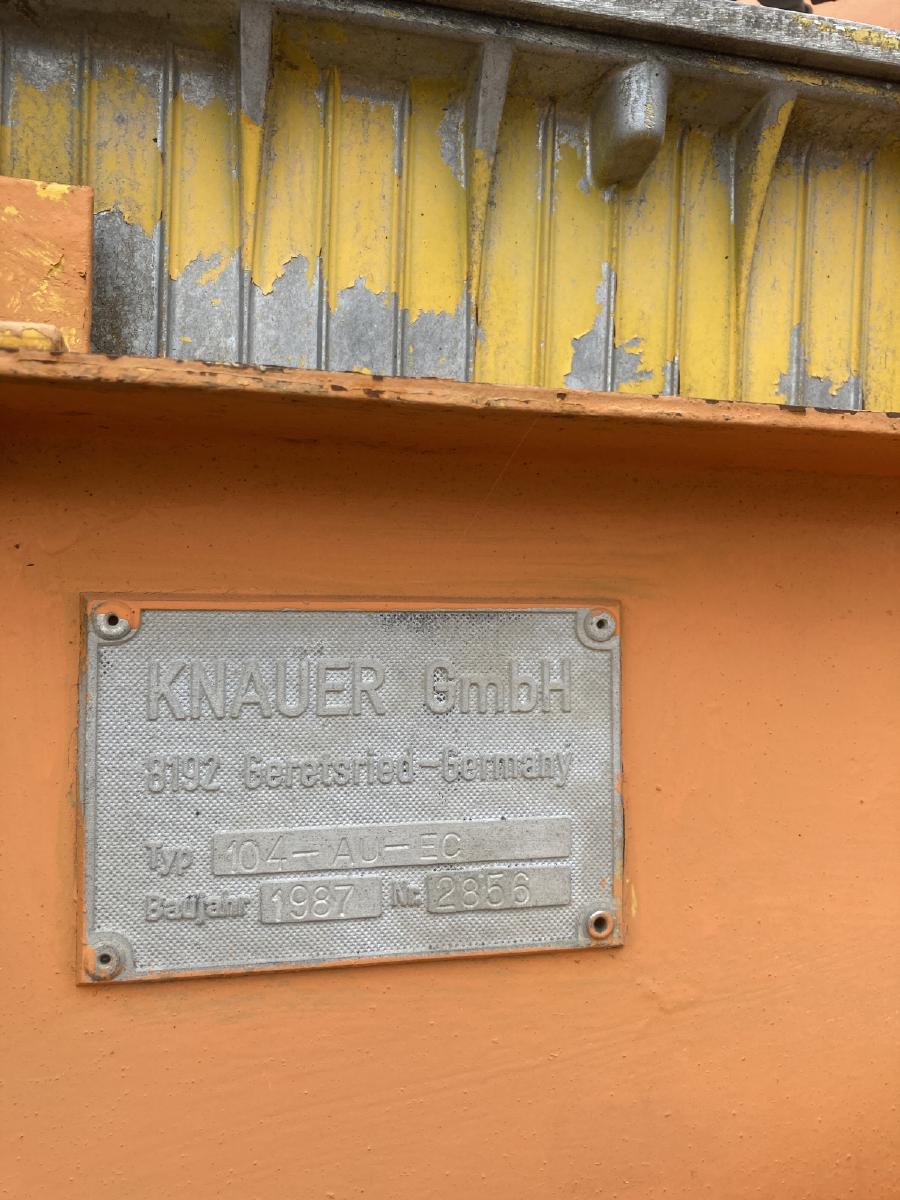 KNAUER GmbH
8192 Geretsried-Germany
Typ 104-AU-EC
Baujahr 1987 Nr. 2856